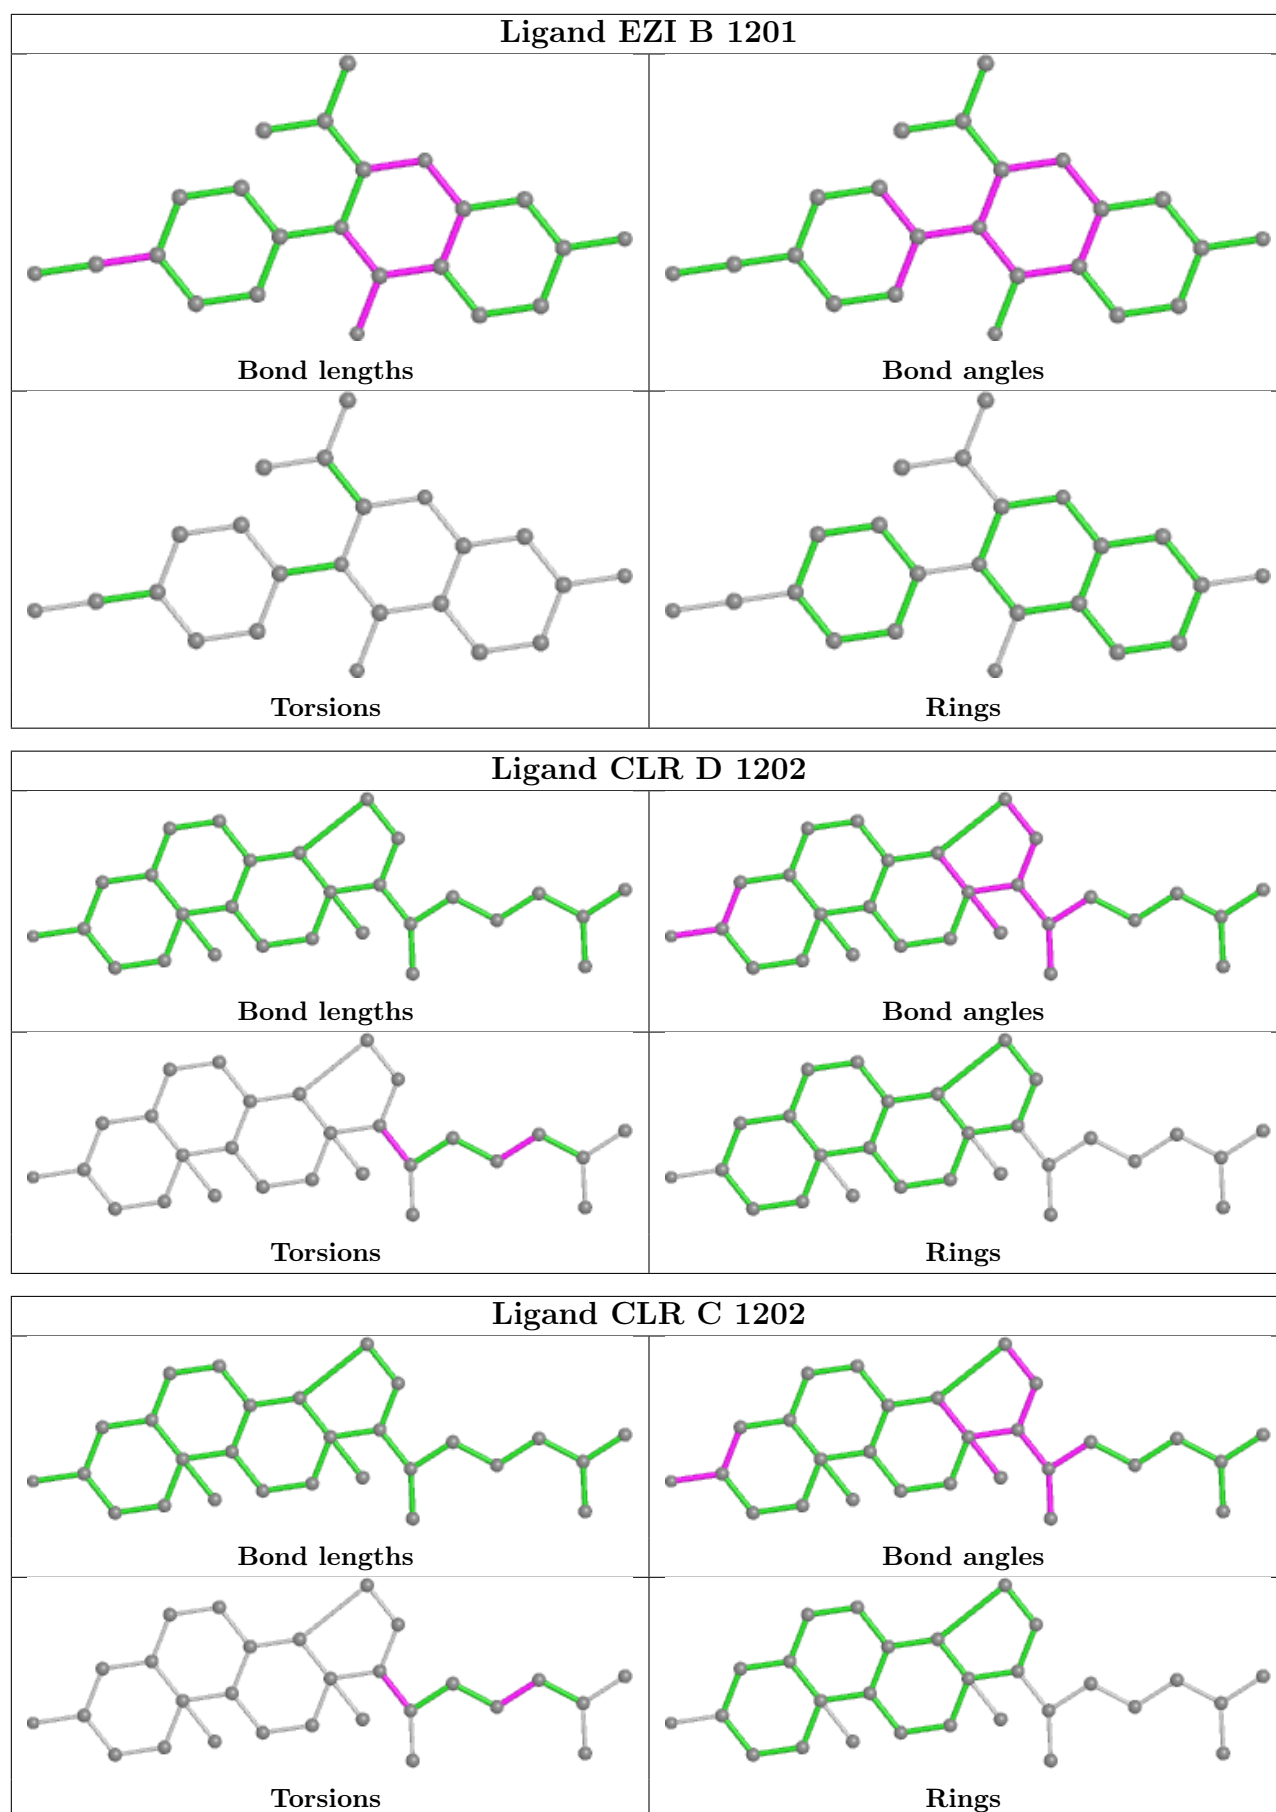 Ligand EZI B 1201
Bond lengths
Bond angles
Torsions
Rings
Ligand CLR D 1202
Bond lengths
Bond angles
Torsions
Rings
Ligand CLR C 1202
Bond lengths
Bond angles
Torsions
Rings